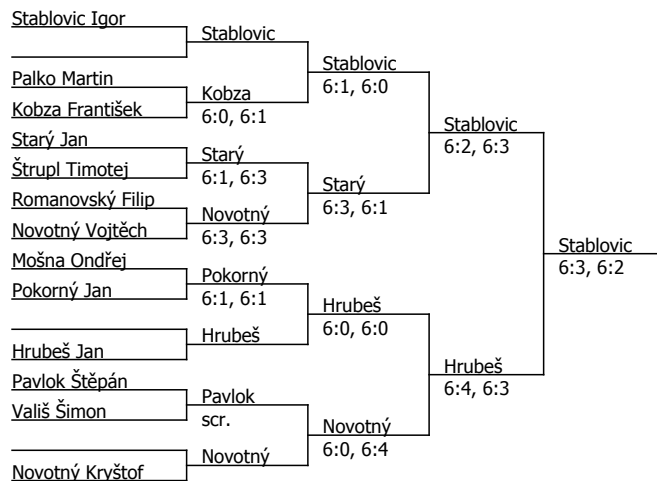 Stablovic Igor
Palko Martin
Kobza František
Starý Jan
Štrupl Timotej
Romanovský Filip
Novotný Vojtěch
Mošna Ondřej
Pokorný Jan
Hrubeš Jan
Pavlok Štěpán
Vališ Šimon
Novotný Kryštof
Stablovic
Kobza
6:0, 6:1
Starý
6:1, 6:3
Novotný
6:3, 6:3
Pokorný
6:1, 6:1
Hrubeš
Pavlok
scr.
Novotný
Stablovic
6:1, 6:0
Starý
6:3, 6:1
Hrubeš
6:0, 6:0
Novotný
6:0, 6:4
Stablovic
6:2, 6:3
Hrubeš
6:4, 6:3
Stablovic
6:3, 6:2